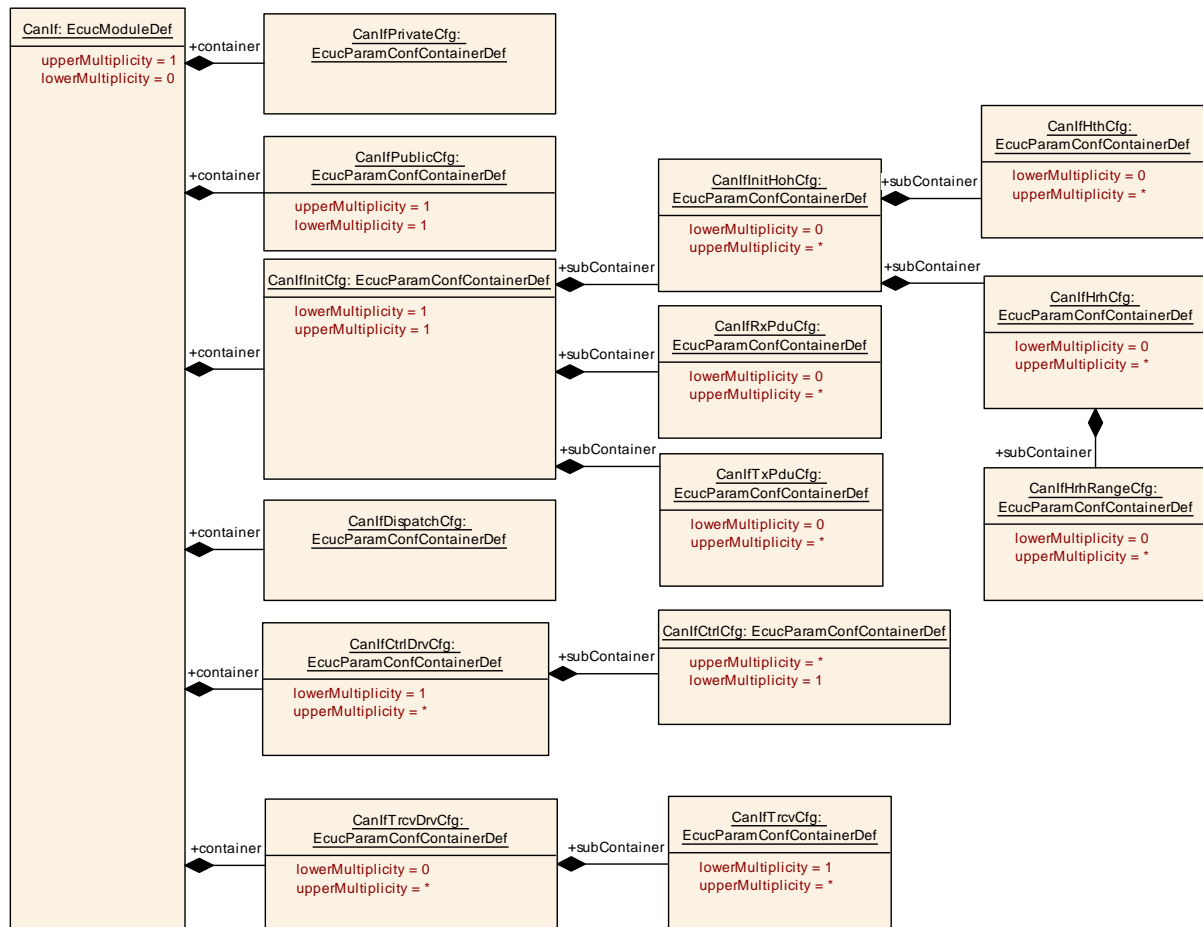 CanIf: EcucModuleDef
upperMultiplicity = 1
lowerMultiplicity = 0
+container
CanIfPrivateCfg:
EcucParamConfContainerDef
+container
CanIfPublicCfg:
EcucParamConfContainerDef
upperMultiplicity = 1
lowerMultiplicity = 1
+container
CanIfInitCfg: EcucParamConfContainerDef
lowerMultiplicity = 1
upperMultiplicity = 1
+subContainer
CanIfInitHohCfg:
EcucParamConfContainerDef
lowerMultiplicity = 0
upperMultiplicity = *
+subContainer
CanIfHthCfg:
EcucParamConfContainerDef
lowerMultiplicity = 0
upperMultiplicity = *
+subContainer
CanIfHrhCfg:
EcucParamConfContainerDef
lowerMultiplicity = 0
upperMultiplicity = *
+subContainer
CanIfHrhRangeCfg:
EcucParamConfContainerDef
lowerMultiplicity = 0
upperMultiplicity = *
+subContainer
CanIfRxPduCfg:
EcucParamConfContainerDef
lowerMultiplicity = 0
upperMultiplicity = *
+subContainer
CanIfTxPduCfg:
EcucParamConfContainerDef
lowerMultiplicity = 0
upperMultiplicity = *
+container
CanIfDispatchCfg:
EcucParamConfContainerDef
+container
CanIfCtrlDrvCfg:
EcucParamConfContainerDef
lowerMultiplicity = 1
upperMultiplicity = *
+subContainer
CanIfCtrlCfg: EcucParamConfContainerDef
upperMultiplicity = *
lowerMultiplicity = 1
+container
CanIfTrcvDrvCfg:
EcucParamConfContainerDef
lowerMultiplicity = 0
upperMultiplicity = *
+subContainer
CanIfTrcvCfg:
EcucParamConfContainerDef
lowerMultiplicity = 1
upperMultiplicity = *